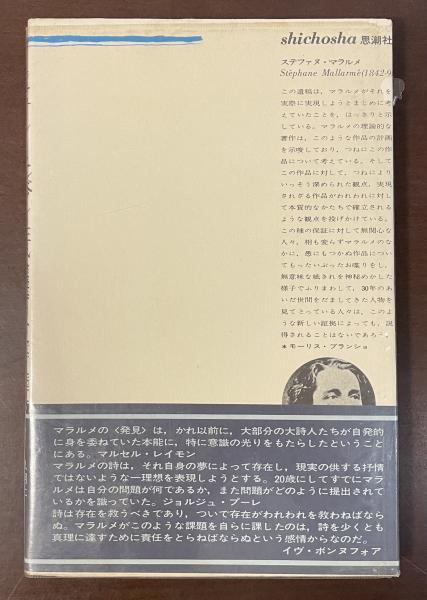 shichosha 思潮社
ステファヌ・マラルメ
Stéphane Mallarmé(1842-9
この遺稿は，マラルメがそれを
実際に実現しようとまじめに考
えていたことを，はっきりと示
している。マラルメの理論的な
著作は，このような作品の計画
を示唆しており，つねにこの作
品について考えている。そして
この作品に対して，つねにより
いっそう深められた観点，実現
されざる作品がわれわれに対し
て本質的なかたちで確立される
ような観点を投げかけている。
この種の保証に対して無関心な
人々，相も変らずマラルメのな
かに，愚にもつかぬ作品につい
てもったいぶったお喋りをし，
無意味な紙きれを神秘めかした
様子でふりまわして，30年のあ
いだ世間をだましてきた人物を
見てとっている人々は，このよ
うな新しい証拠によっても，説
得されることはないであろう。
＊モーリス・ブランショ
マラルメの〈発見〉は，かれ以前に，大部分の大詩人たちが自発的
に身を委ねていた本能に，特に意識の光りをもたらしたということ
にある。マルセル・レイモン
マラルメの詩は，それ自身の夢によって存在し，現実の供する抒情
ではないような一理想を表現しようとする。20歳にしてすでにマラ
ルメは自分の問題が何であるか，また問題がどのように提出されて
いるかを識っていた。ジョルジュ・プーレ
詩は存在を救うべきであり，ついで存在がわれわれを救わねばなら
ぬ。マラルメがこのような課題を自らに課したのは，詩を少くとも
真理に達すために責任をとらねばならぬという感情からなのだ。
イヴ・ボンヌフォア